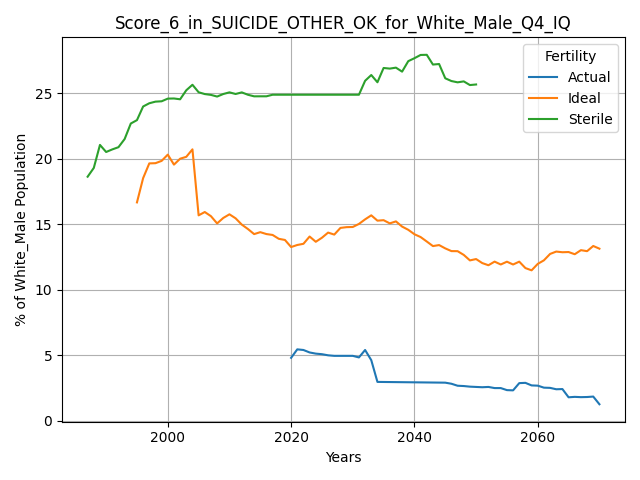 Score_6_in_SUICIDE_OTHER_OK_for_White_Male_Q4_IQ
% of White_Male Population
25
20
15
10
5
0
Fertility
Actual
Ideal
Sterile
2000
2020
2040
2060
Years